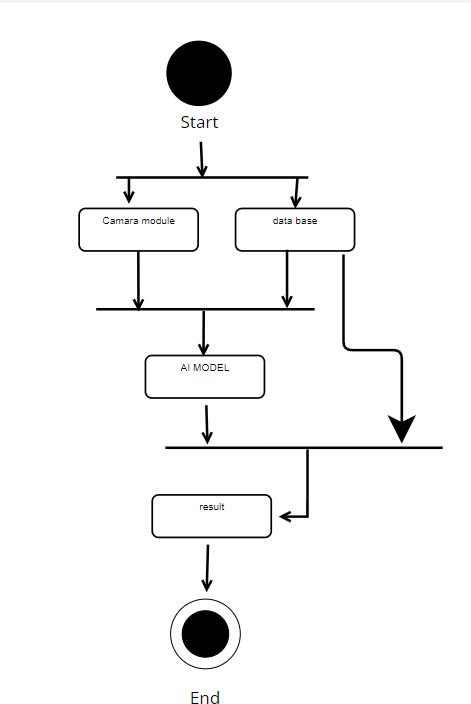 Start
Camara module
data base
AI MODEL
result
End